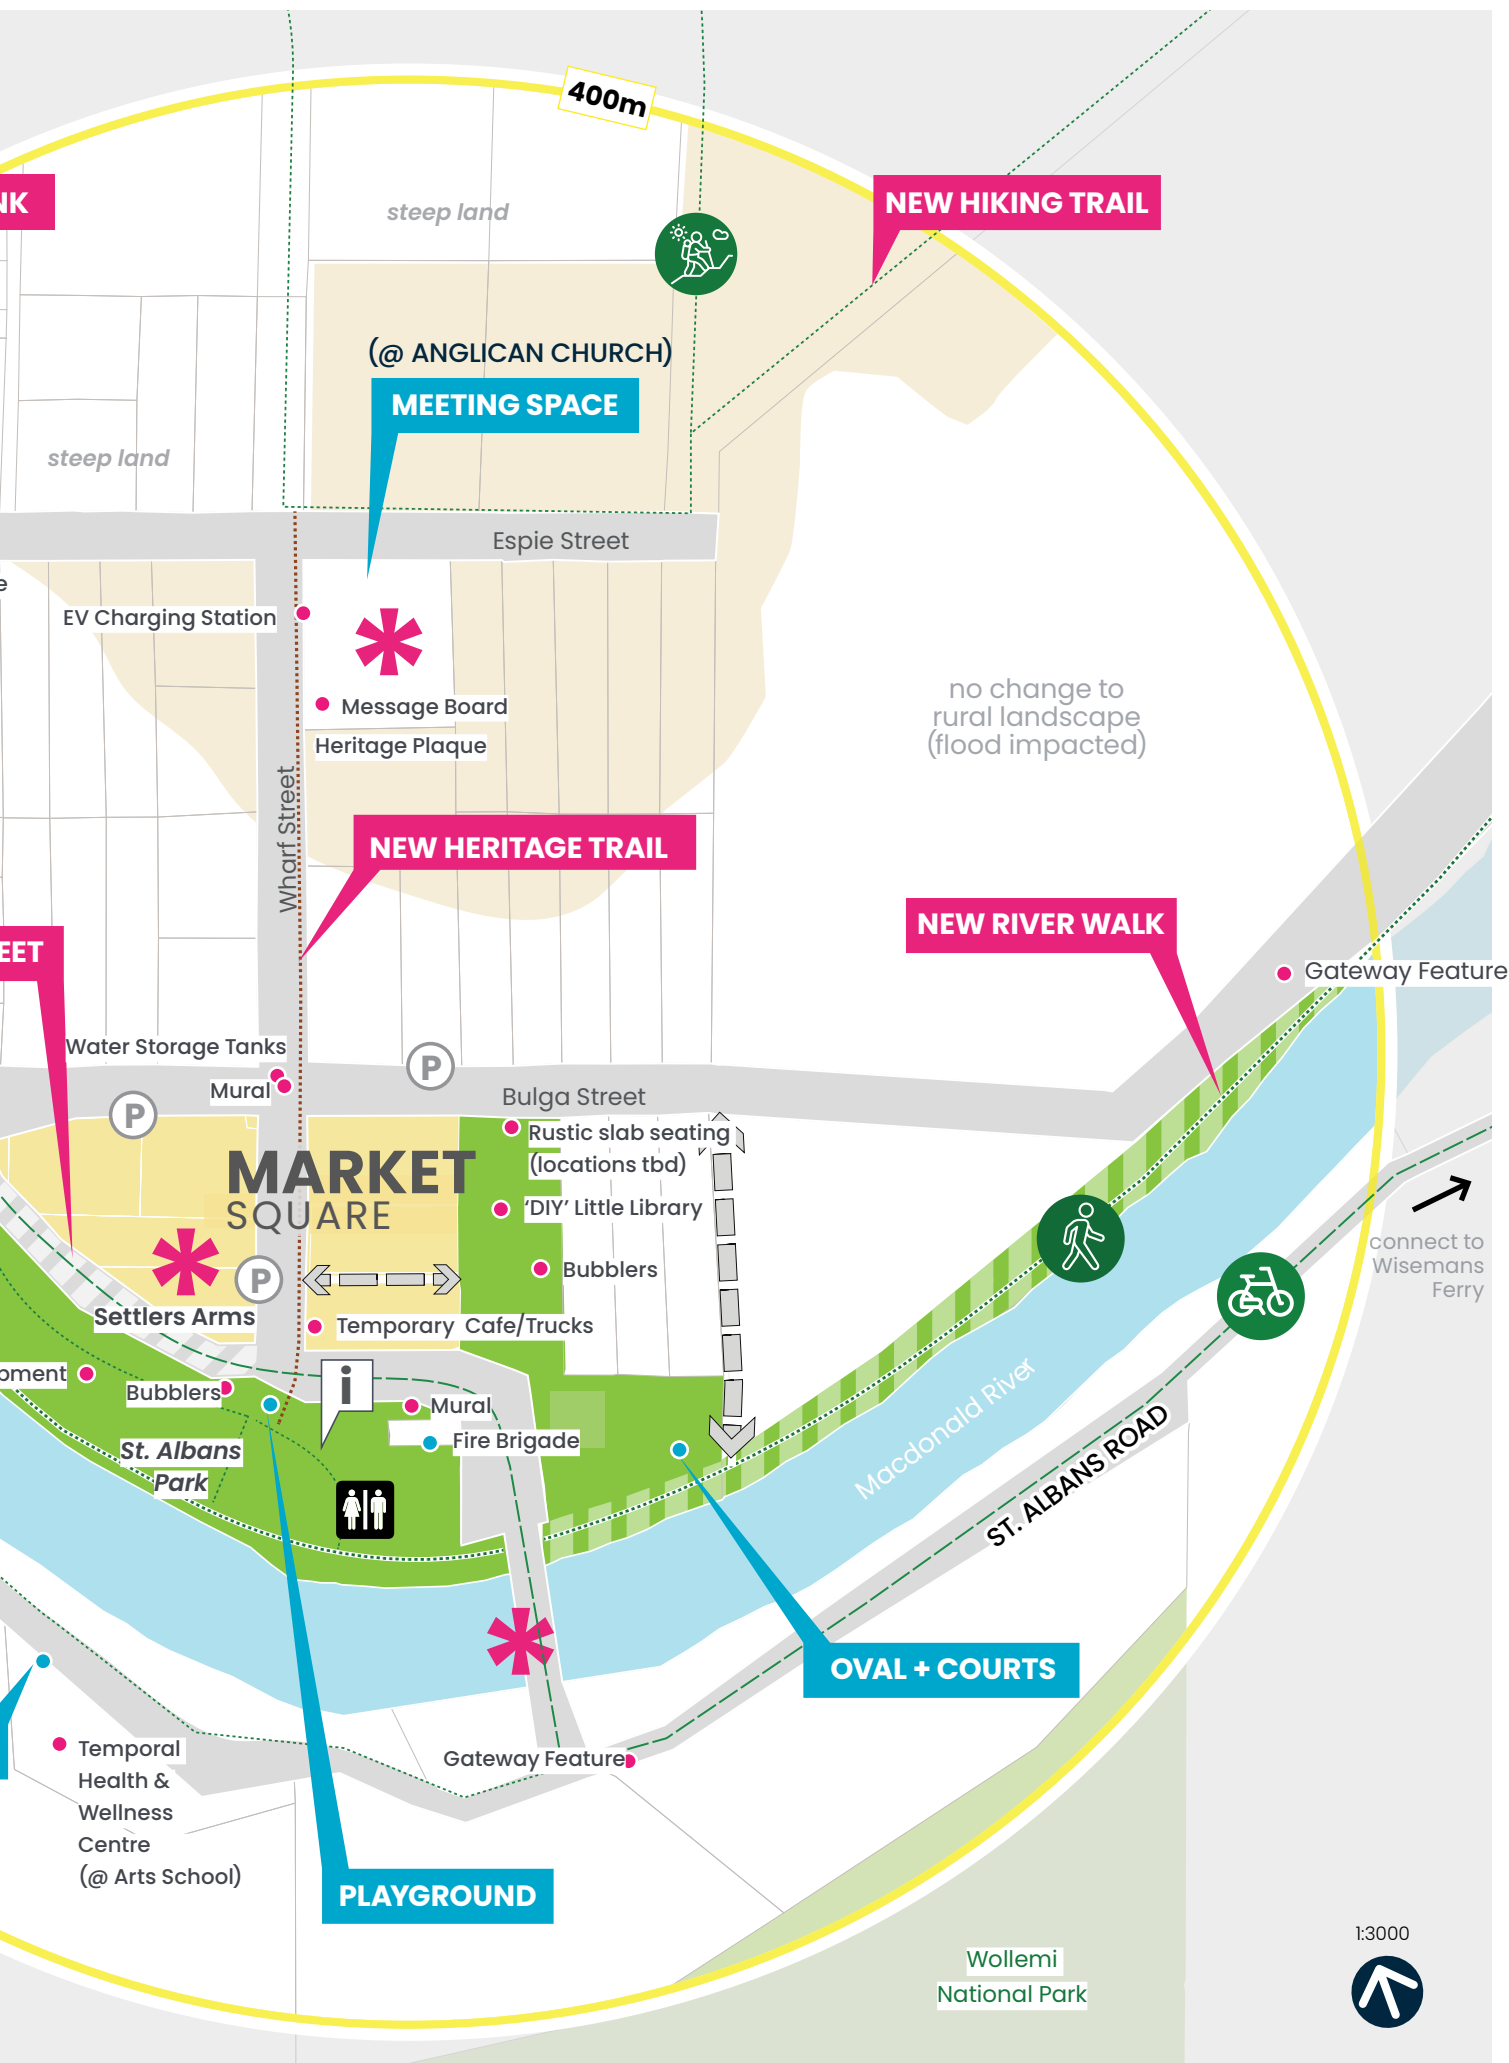 400m
NK
NEW HIKING TRAIL
steep land
(@ ANGLICAN CHURCH)
MEETING SPACE
steep land
Espie Street
e
EV Charging Station
Message Board
Heritage Plaque
no change to
rural landscape
(flood impacted)
Wharf Street
NEW HERITAGE TRAIL
NEW RIVER WALK
EET
Gateway Feature
Water Storage Tanks
Mural
P
P
Bulga Street
Rustic slab seating
(locations tbd)
MARKET
SQUARE
'DIY' Little Library
P
Bubblers
connect to
Wisemans
Ferry
Settlers Arms
Temporary Cafe/Trucks
pment
Bubblers
i
Mural
Fire Brigade
St. Albans
Park
Macdonald River
ST. ALBANS ROAD
OVAL + COURTS
Temporal
Health &
Wellness
Centre
(@ Arts School)
Gateway Feature
PLAYGROUND
Wollemi
National Park
1:3000